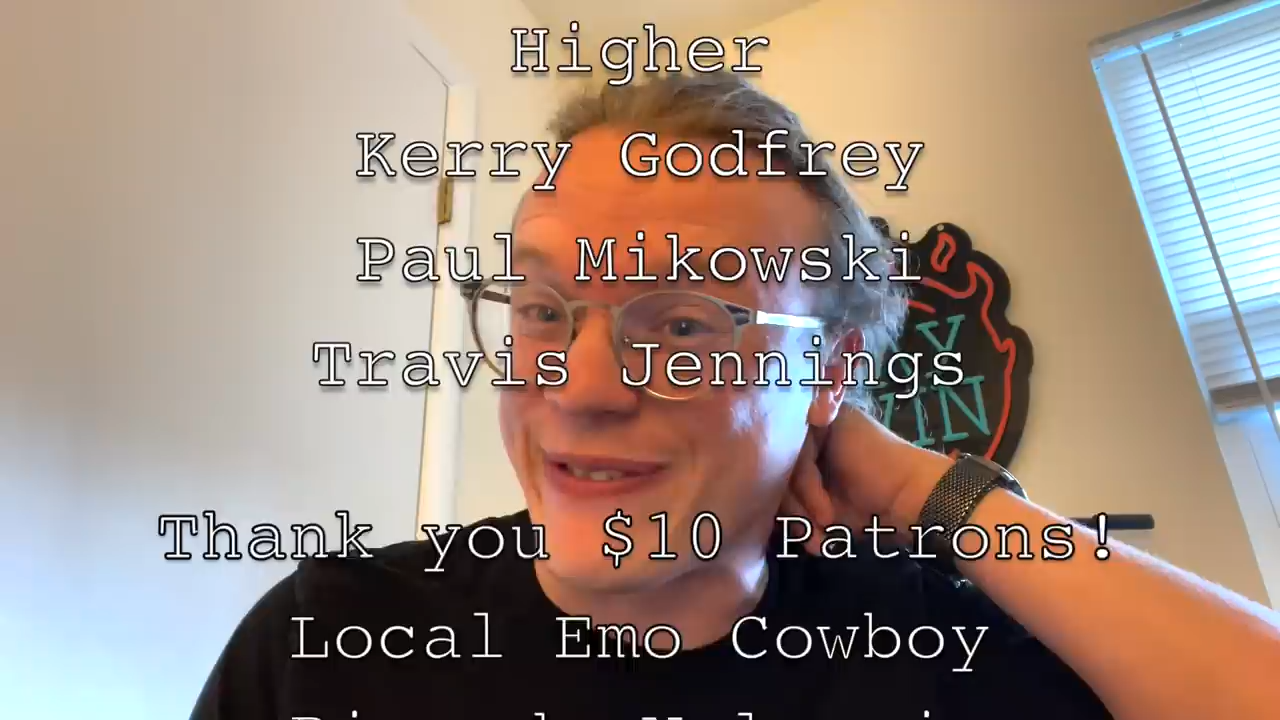 Higher
Kerry Godfrey
Paul Mikowski
Travis Jennings
Thank you $10 Patrons!
Local Emo Cowboy